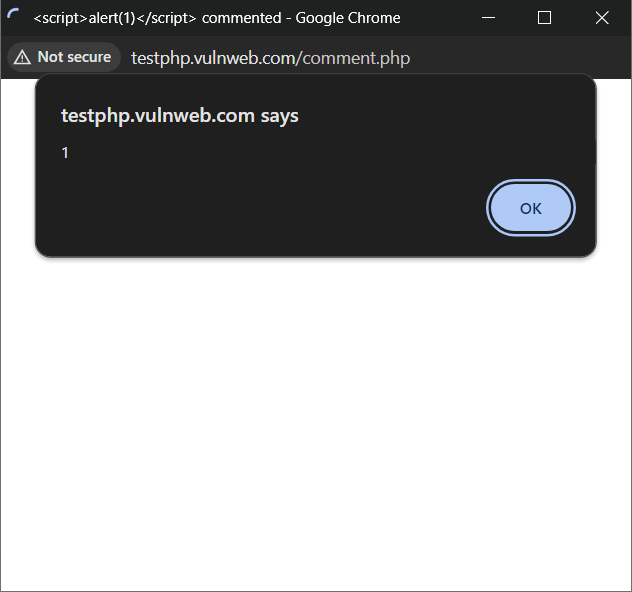 <script>alert(1)</script> commented - Google Chrome
Not secure testphp.vulnweb.com/comment.php
testphp.vulnweb.com says
1
OK